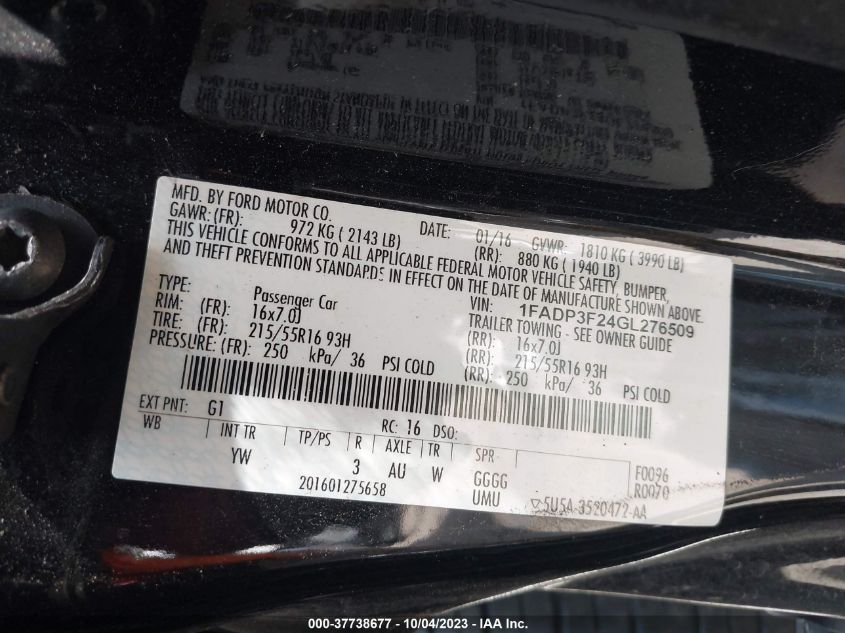 MFD. BY FORD MOTOR CO.
DATE: 01/16 GVWR: 1810 KG ( 3990 LB)
GAWR: (FR): 972 KG ( 2143 LB) (RR): 880 KG ( 1940 LB)
THIS VEHICLE CONFORMS TO ALL APPLICABLE FEDERAL MOTOR VEHICLE SAFETY, BUMPER,
AND THEFT PREVENTION STANDARDS IN EFFECT ON THE DATE OF MANUFACTURE SHOWN ABOVE.
VIN: 1FADP3F24GL276509
TYPE: Passenger Car TRAILER TOWING - SEE OWNER GUIDE
RIM: (FR): 16x7.0J (RR): 16x7.0J
TIRE: (FR): 215/55R16 93H (RR): 215/55R16 93H
PRESSURE: (FR): 250 kPa/ 36 PSI COLD (RR): 250 kPa/ 36 PSI COLD
EXT PNT: G1 RC: 16 DSO:
WB INT TR TP/PS R AXLE TR SPR
YW 3 AU W GGGG
UMU
F0096
R0070
201601275658
5U5A-3520472-AA
000-37738677 - 10/04/2023 - IAA Inc.